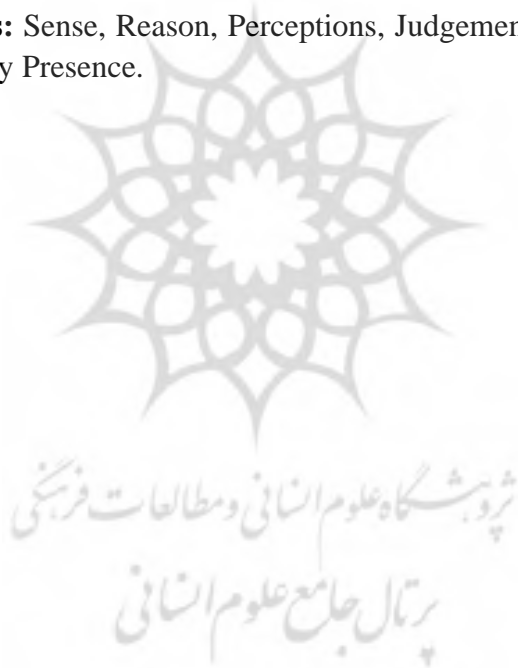 s: Sense, Reason, Perceptions, Judgemen
y Presence.
پژوهشگاه علوم انسانی و مطالعات فرهنگی
پرتال جامع علوم انسانی